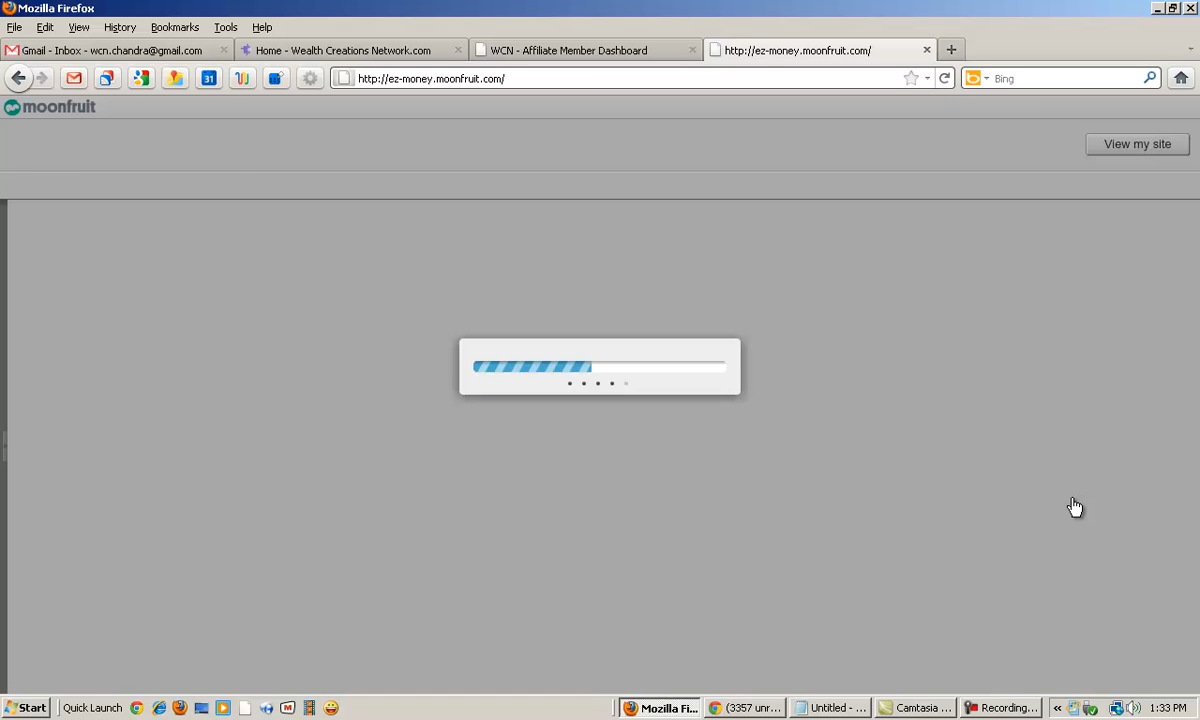 Mozilla Firefox
File Edit View History Bookmarks Tools Help
Gmail - Inbox - wcn.chandra@gmail.com Home - Wealth Creations Network.com WCN - Affiliate Member Dashboard http://ez-money.moonfruit.com/
31 http://ez-money.moonfruit.com/ Bing
moonfruit
View my site
Start Quick Launch Mozilla Fi... (3357 unr... Untitled - ... Camtasia ... Recording... 1:33 PM